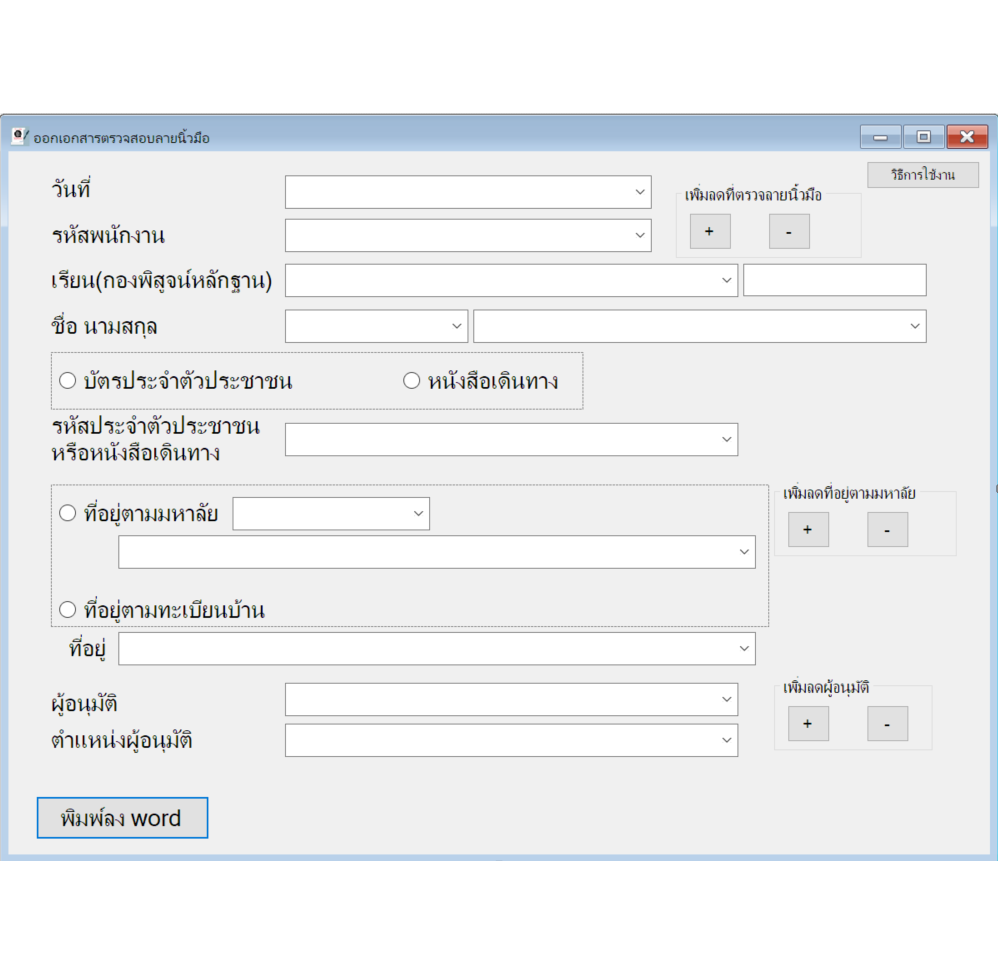 ออกเอกสารตรวจสอบลายนิ้วมือ
วิธีการใช้งาน
วันที่
เพิ่มลดที่ตรวจลายนิ้วมือ
+ -
รหัสพนักงาน
เรียน(กองพิสูจน์หลักฐาน)
ชื่อ นามสกุล
บัตรประจำตัวประชาชน หนังสือเดินทาง
รหัสประจำตัวประชาชน
หรือหนังสือเดินทาง
เพิ่มลดที่อยู่ตามมหาลัย
ที่อยู่ตามมหาลัย
+ -
ที่อยู่ตามทะเบียนบ้าน
ที่อยู่
เพิ่มลดผู้อนุมัติ
ผู้อนุมัติ
+ -
ตำแหน่งผู้อนุมัติ
พิมพ์ลง word